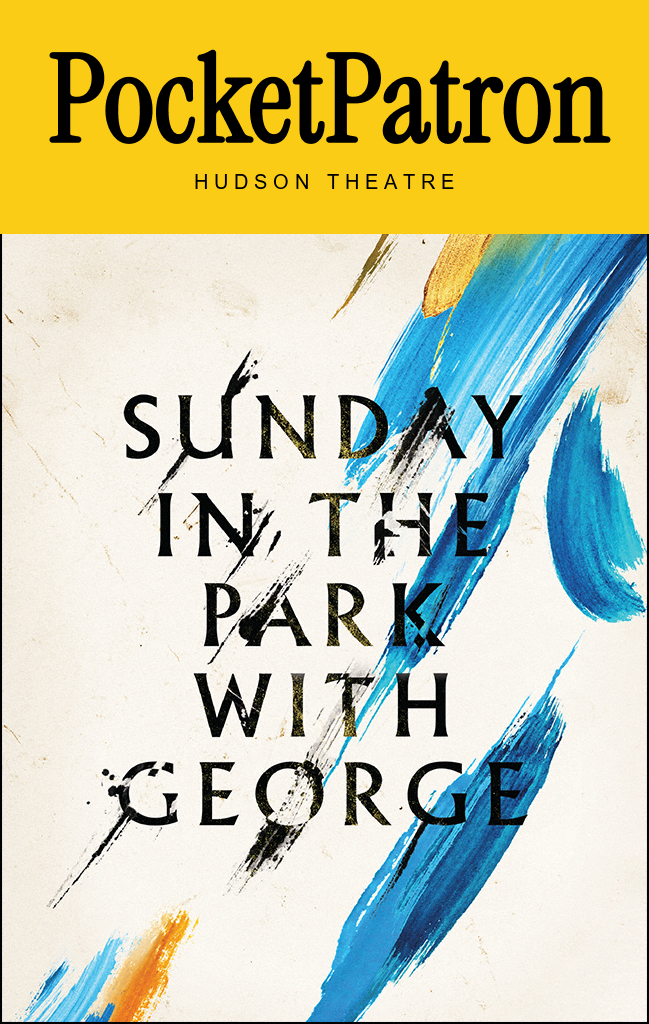 PocketPatron
HUDSON THEATRE
SUNDAY
IN THE
PARK
WITH
GEORGE